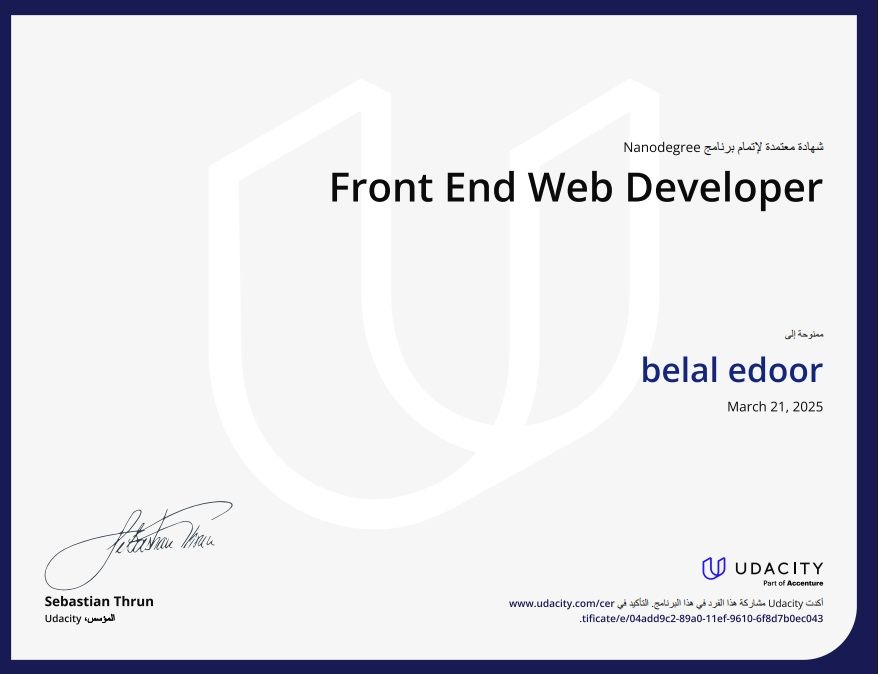 شهادة معتمدة لإتمام برنامج Nanodegree
Front End Web Developer
ممنوحة إلى
belal edoor
March 21, 2025
Sebastian Thrun
Sebastian Thrun
المؤسس، Udacity
UDACITY
Part of Accenture
أكدت Udacity مشاركة هذا الفرد في هذا البرنامج. التأكيد في www.udacity.com/cer
tificate/e/04add9c2-89a0-11ef-9610-6f8d7b0ec043.